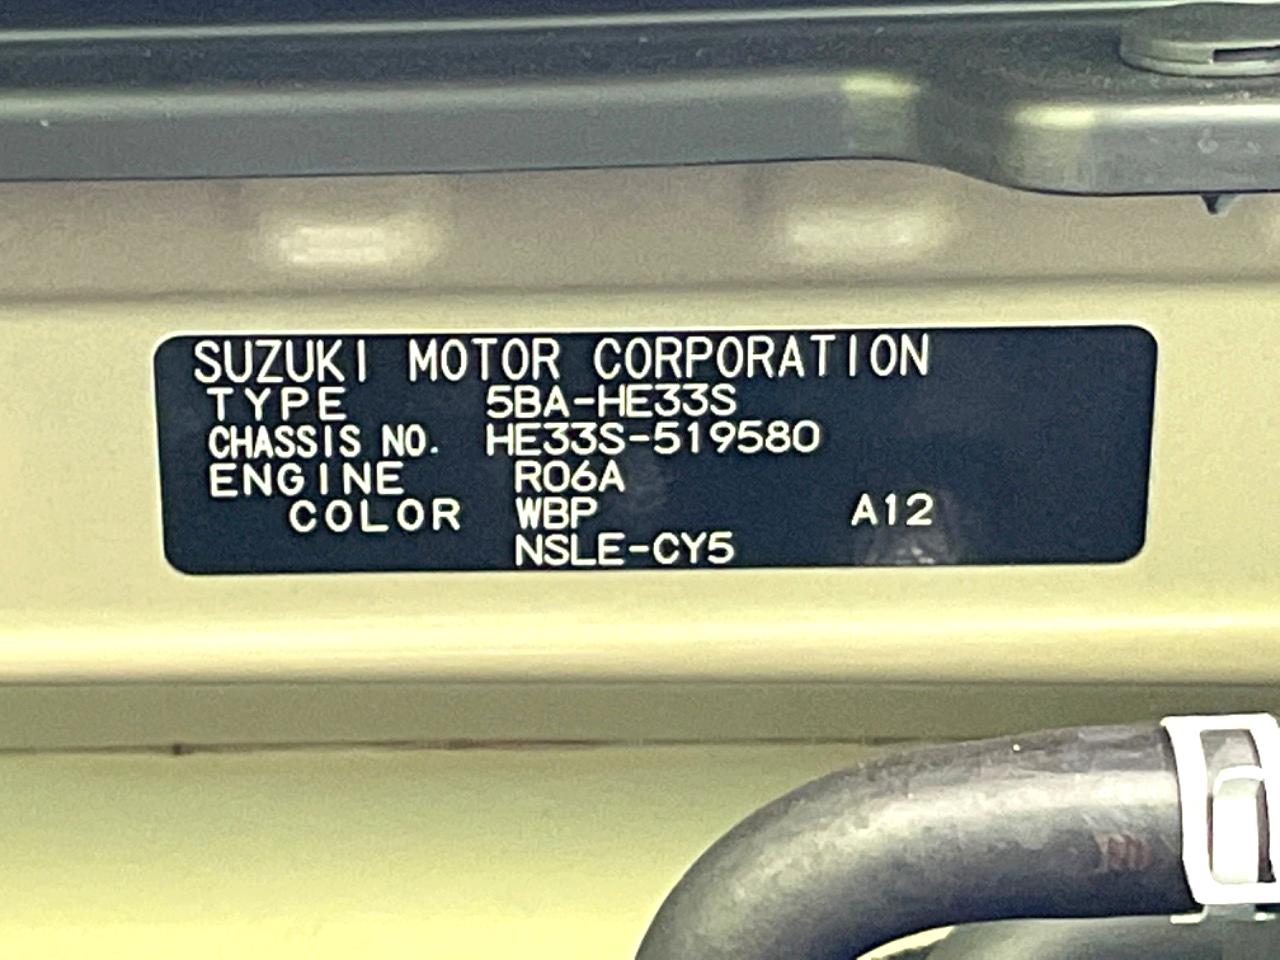 SUZUKI MOTOR CORPORATION
TYPE 5BA-HE33S
CHASSIS NO. HE33S-519580
ENGINE R06A
COLOR WBP A12
NSLE-CY5